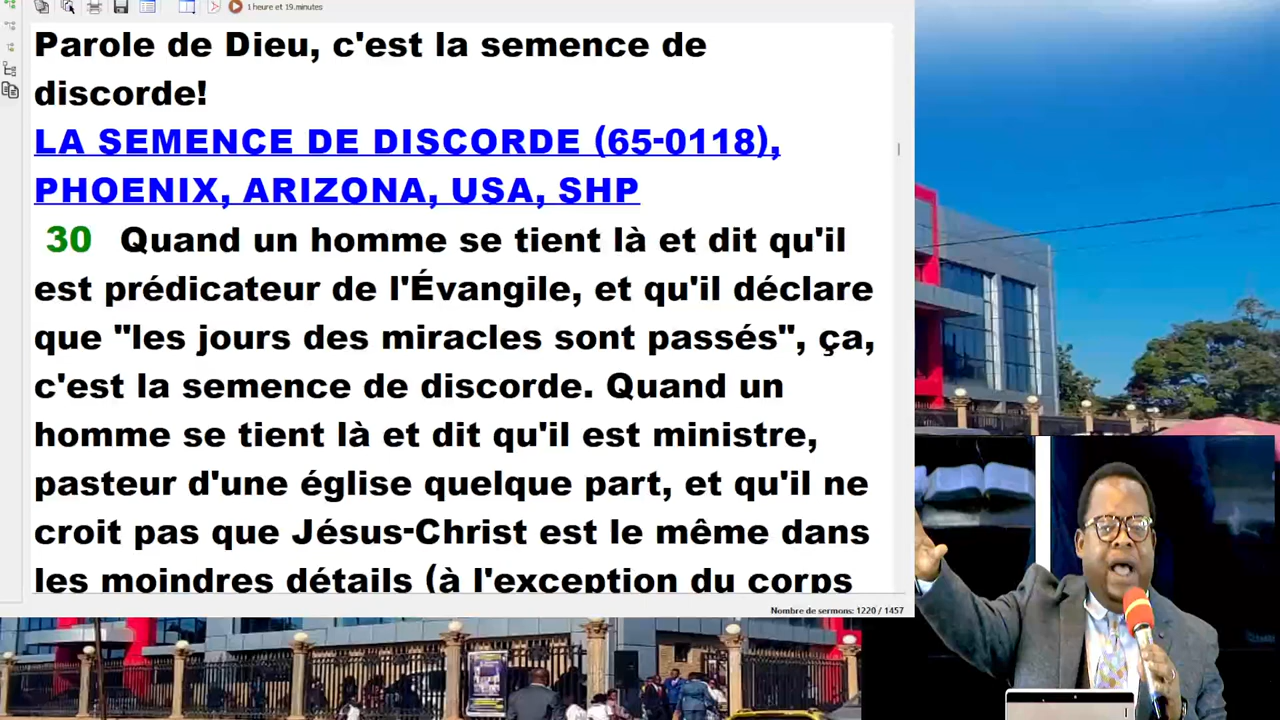 1 heure et 19.minutes
Parole de Dieu, c'est la semence de
discorde!
LA SEMENCE DE DISCORDE (65-0118),
PHOENIX, ARIZONA, USA, SHP
30 Quand un homme se tient là et dit qu'il
est prédicateur de l'Évangile, et qu'il déclare
que "les jours des miracles sont passés", ça,
c'est la semence de discorde. Quand un
homme se tient là et dit qu'il est ministre,
pasteur d'une église quelque part, et qu'il ne
croit pas que Jésus-Christ est le même dans
les moindres détails (à l'exception du corps
Nombre de sermons: 1220 / 1457